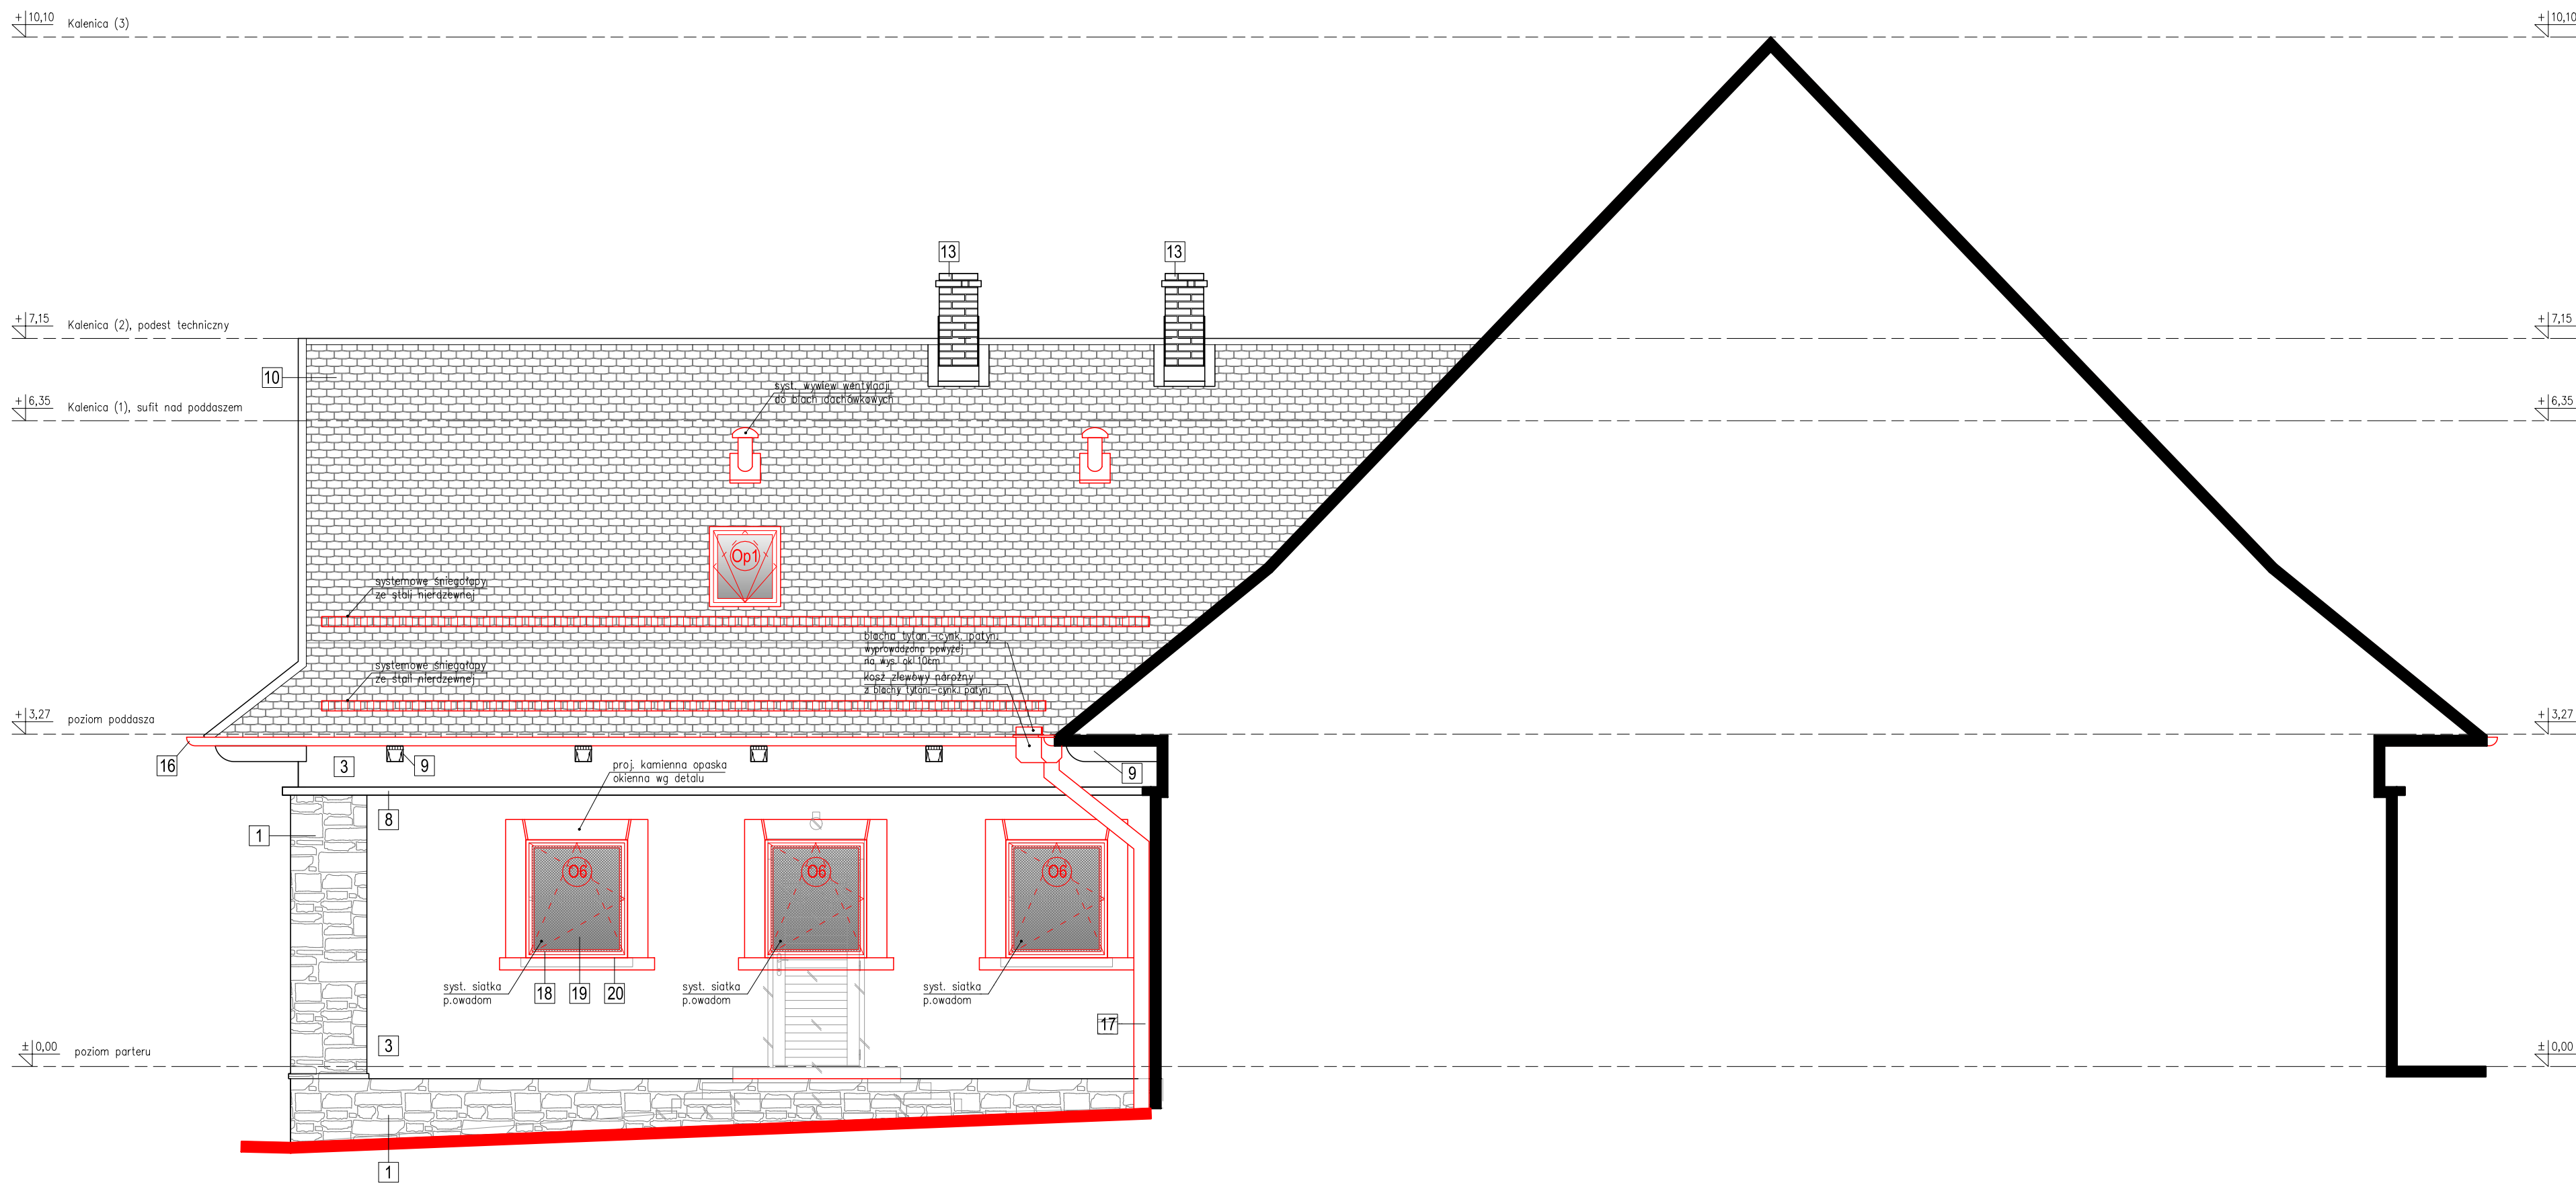 +10,10 Kalenica (3) +10,10
13 13
+7,15 Kalenica (2), podest techniczny +7,15
10
syst. wywiew wentylacji
do blach dachówkowych
+6,35 Kalenica (1), sufit nad poddaszem +6,35
Op1
systemowe śniegołapy
ze stali nierdzewnej
blacha tytan.-cynk. patyn.
wyprowadzona powyżej
na wys. ok. 10cm
systemowe śniegołapy
ze stali nierdzewnej
kosz zlewowy narożny
z blachy tytan.-cynk. patyn.
+3,27 poziom poddasza +3,27
16 3 9 9
proj. kamienna opaska
okienna wg detalu
8
1
O6 O6 O6
syst. siatka
p.owadom
18 19 20
syst. siatka
p.owadom
syst. siatka
p.owadom
17
3
±0,00 poziom parteru ±0,00
1